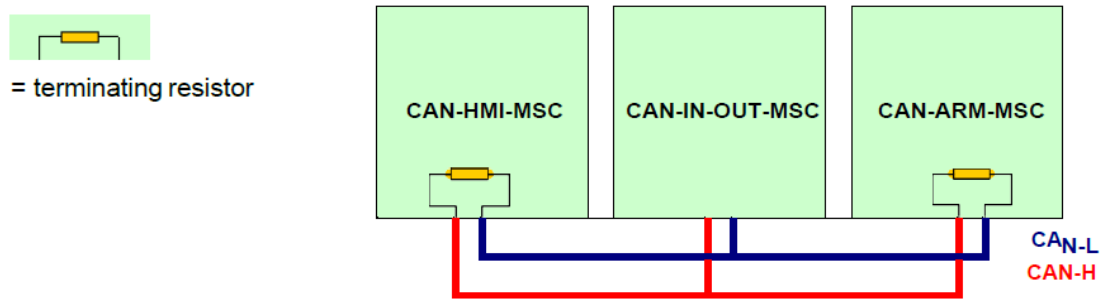 = terminating resistor
CAN-HMI-MSC
CAN-IN-OUT-MSC
CAN-ARM-MSC
CAN-L
CAN-H